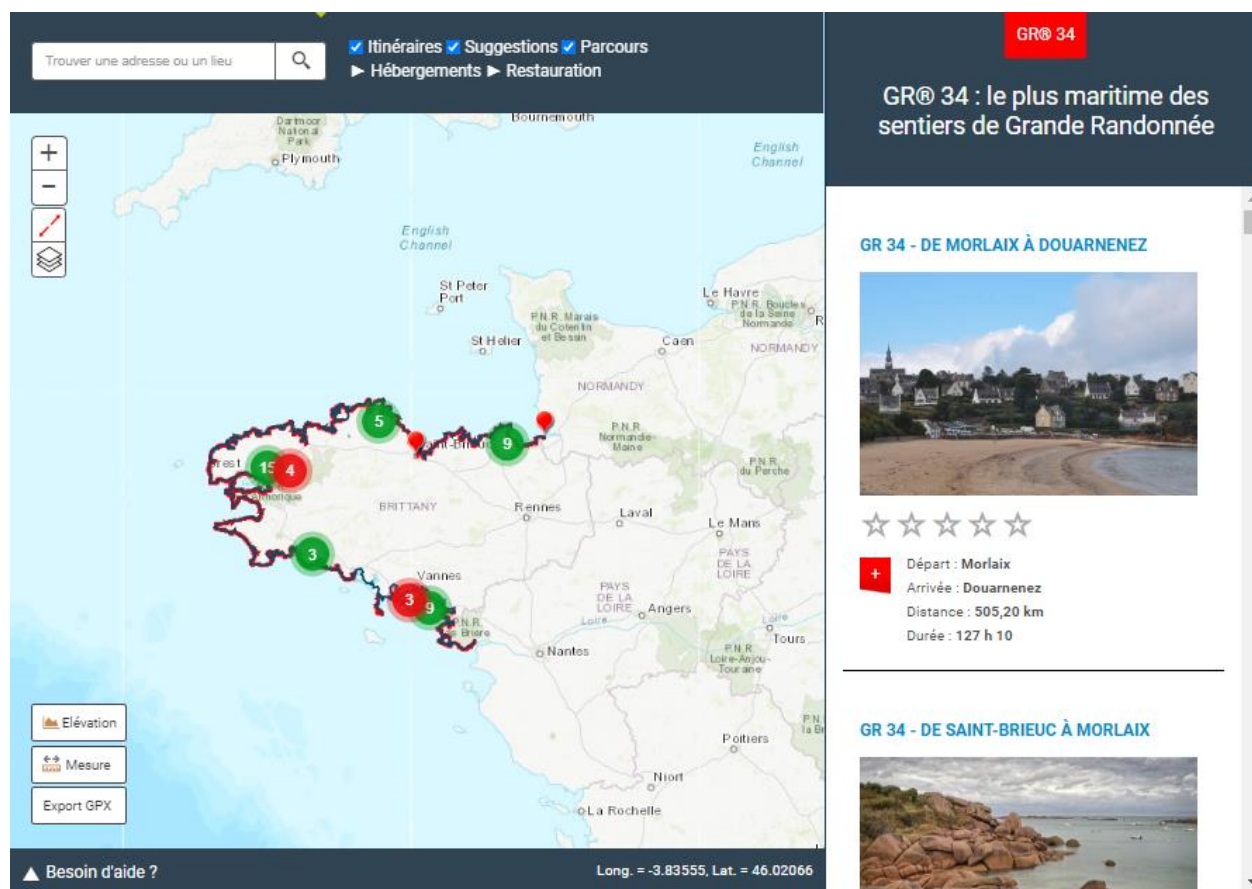 Trouver une adresse ou un lieu
Itinéraires Suggestions Parcours
► Hébergements ► Restauration
Dartmoor
National
Park
Plymouth
Bournemouth
English
Channel
English
Channel
St Peter
Port
St Helier
P.N.R. Marais
du Cotentin
et Bessin
Le Havre
P.N.R. Boucles
de la Seine
Normande
R
Caen
NORMANDY
NORMANDY
P.N.R.
Normandie-
Maine
P.N.R.
du Perche
5
9
15
4
3
3
9
BRITTANY
Rennes
Laval
Le Mans
PAYS
DE LA
LOIRE
Vannes
PAYS
DE LA
LOIRE
Angers
Loire
Loire
Tours
P.N.R.
Loire-Anjou-
Touraine
Nantes
Poitiers
Niort
La Rochelle
+
−
Elévation
Mesure
Export GPX
▲ Besoin d'aide ?
Long. = -3.83555, Lat. = 46.02066
GR® 34
GR® 34 : le plus maritime des
sentiers de Grande Randonnée
GR 34 - DE MORLAIX À DOUARNENEZ
+
Départ : Morlaix
Arrivée : Douarnenez
Distance : 505,20 km
Durée : 127 h 10
GR 34 - DE SAINT-BRIEUC À MORLAIX